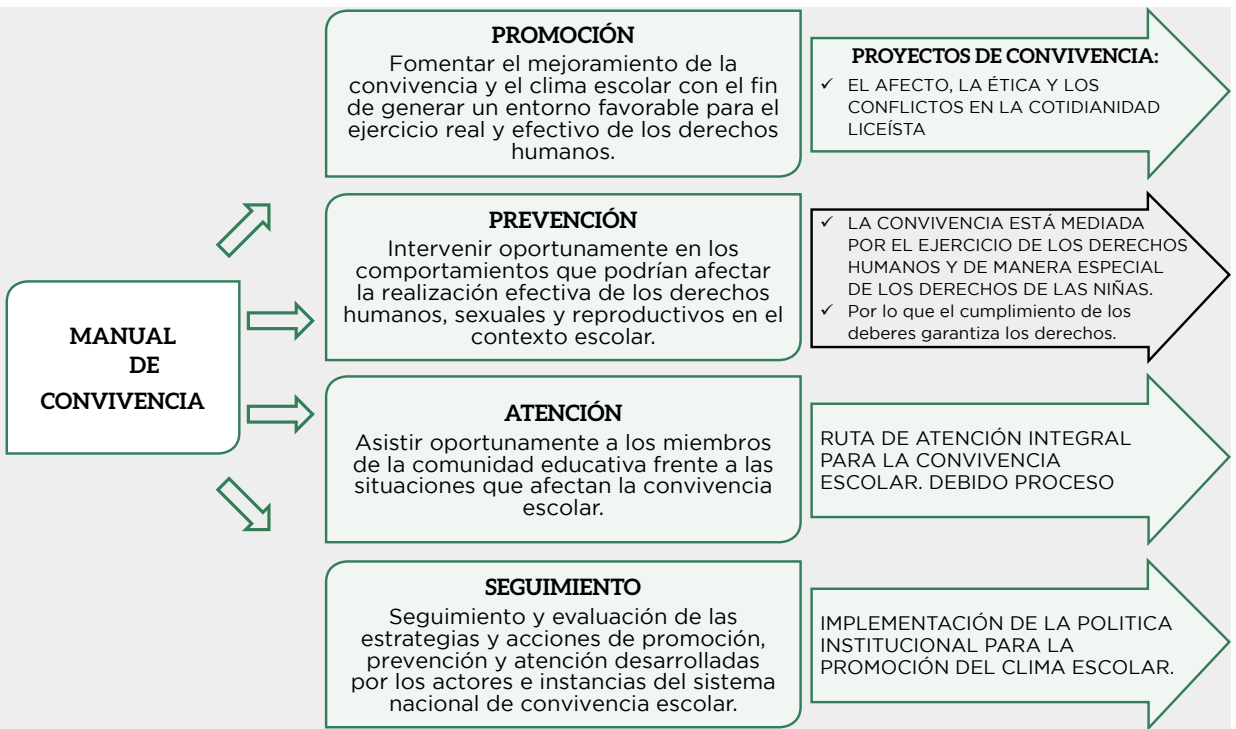 MANUAL
DE
CONVIVENCIA
PROMOCIÓN
Fomentar el mejoramiento de la
convivencia y el clima escolar con el fin
de generar un entorno favorable para el
ejercicio real y efectivo de los derechos
humanos.
PROYECTOS DE CONVIVENCIA:
✓ EL AFECTO, LA ÉTICA Y LOS
CONFLICTOS EN LA COTIDIANIDAD
LICEÍSTA
PREVENCIÓN
Intervenir oportunamente en los
comportamientos que podrían afectar
la realización efectiva de los derechos
humanos, sexuales y reproductivos en el
contexto escolar.
✓ LA CONVIVENCIA ESTÁ MEDIADA
POR EL EJERCICIO DE LOS DERECHOS
HUMANOS Y DE MANERA ESPECIAL
DE LOS DERECHOS DE LAS NIÑAS.
✓ Por lo que el cumplimiento de los
deberes garantiza los derechos.
ATENCIÓN
Asistir oportunamente a los miembros
de la comunidad educativa frente a las
situaciones que afectan la convivencia
escolar.
RUTA DE ATENCIÓN INTEGRAL
PARA LA CONVIVENCIA
ESCOLAR. DEBIDO PROCESO
SEGUIMIENTO
Seguimiento y evaluación de las
estrategias y acciones de promoción,
prevención y atención desarrolladas
por los actores e instancias del sistema
nacional de convivencia escolar.
IMPLEMENTACIÓN DE LA POLITICA
INSTITUCIONAL PARA LA
PROMOCIÓN DEL CLIMA ESCOLAR.